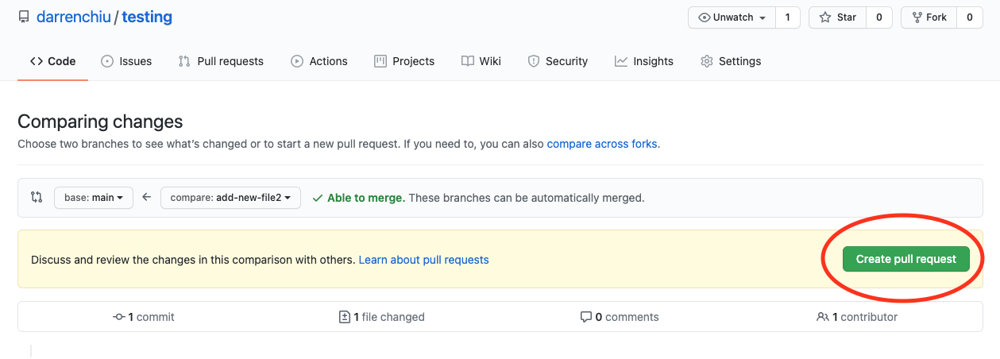 darrenchiu / testing
Unwatch 1 Star 0 Fork 0
Code Issues Pull requests Actions Projects Wiki Security Insights Settings
Comparing changes
Choose two branches to see what's changed or to start a new pull request. If you need to, you can also compare across forks.
base: main compare: add-new-file2 Able to merge. These branches can be automatically merged.
Discuss and review the changes in this comparison with others. Learn about pull requests Create pull request
1 commit 1 file changed 0 comments 1 contributor